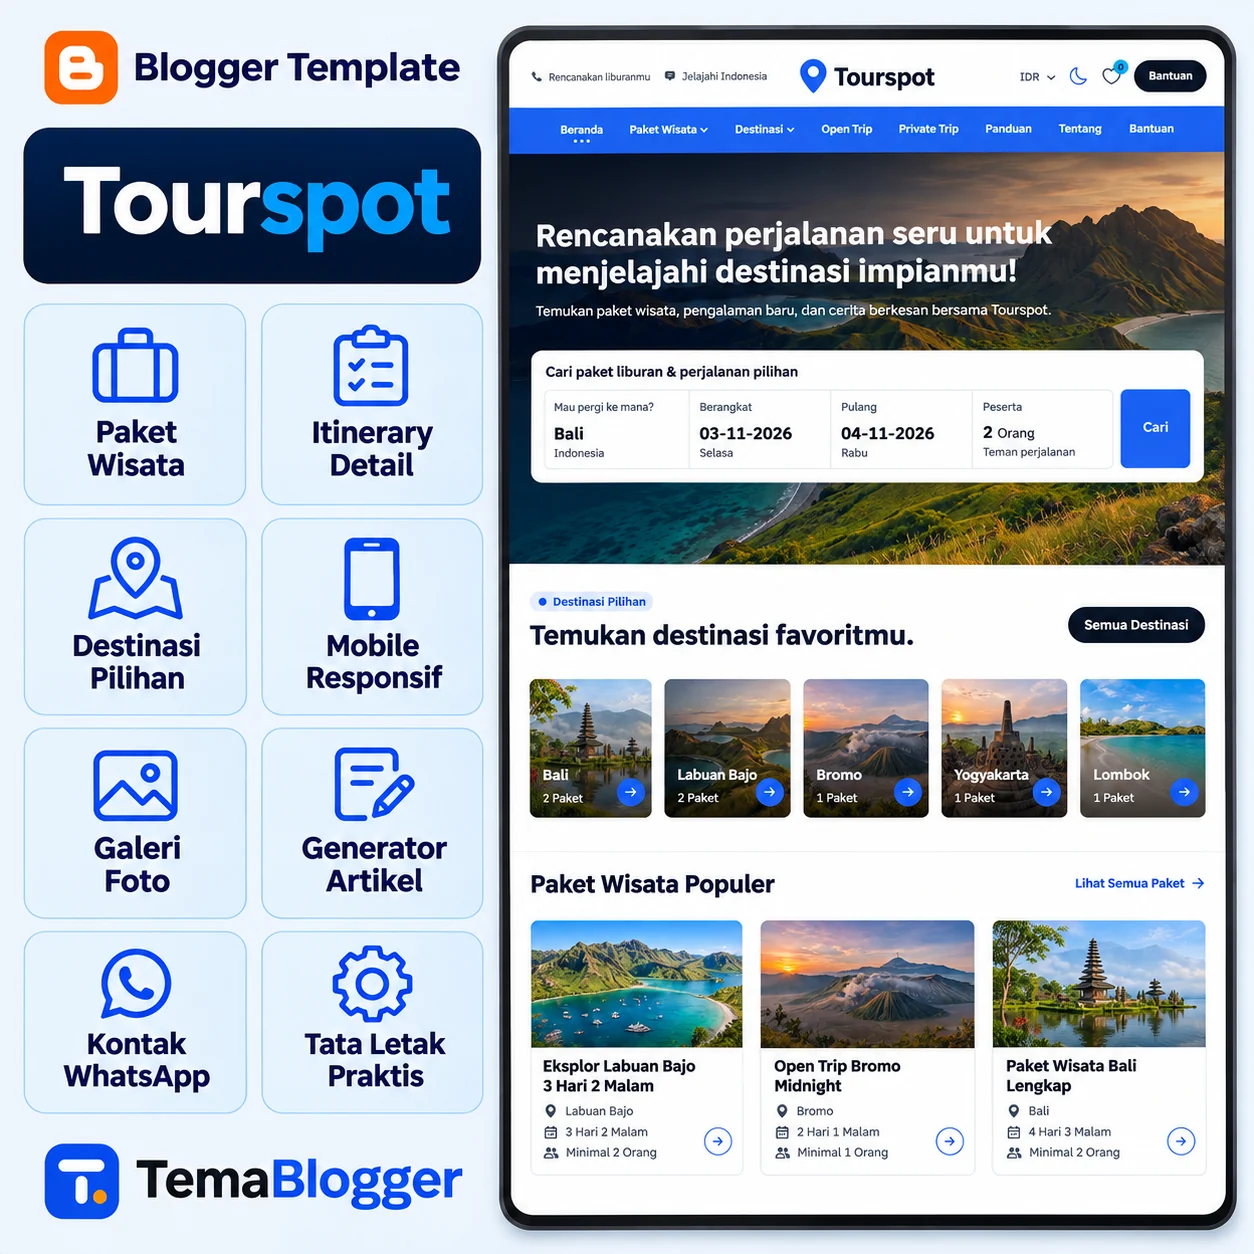 Blogger Template
Tourspot
Paket
Wisata
Itinerary
Detail
Destinasi
Pilihan
Mobile
Responsif
Galeri
Foto
Generator
Artikel
Kontak
WhatsApp
Tata Letak
Praktis
TemaBlogger
Rencanakan liburanmu
Jelajahi Indonesia
Tourspot
IDR
0
Bantuan
Beranda
Paket Wisata
Destinasi
Open Trip
Private Trip
Panduan
Tentang
Bantuan
Rencanakan perjalanan seru untuk
menjelajahi destinasi impianmu!
Temukan paket wisata, pengalaman baru, dan cerita berkesan bersama Tourspot.
Cari paket liburan & perjalanan pilihan
Mau pergi ke mana?
Bali
Indonesia
Berangkat
03-11-2026
Selasa
Pulang
04-11-2026
Rabu
Peserta
2 Orang
Teman perjalanan
Cari
Destinasi Pilihan
Temukan destinasi favoritmu.
Semua Destinasi
Bali
2 Paket
Labuan Bajo
2 Paket
Bromo
1 Paket
Yogyakarta
1 Paket
Lombok
1 Paket
Paket Wisata Populer
Lihat Semua Paket
Eksplor Labuan Bajo
3 Hari 2 Malam
Labuan Bajo
3 Hari 2 Malam
Minimal 2 Orang
Open Trip Bromo
Midnight
Bromo
2 Hari 1 Malam
Minimal 1 Orang
Paket Wisata Bali
Lengkap
Bali
4 Hari 3 Malam
Minimal 2 Orang